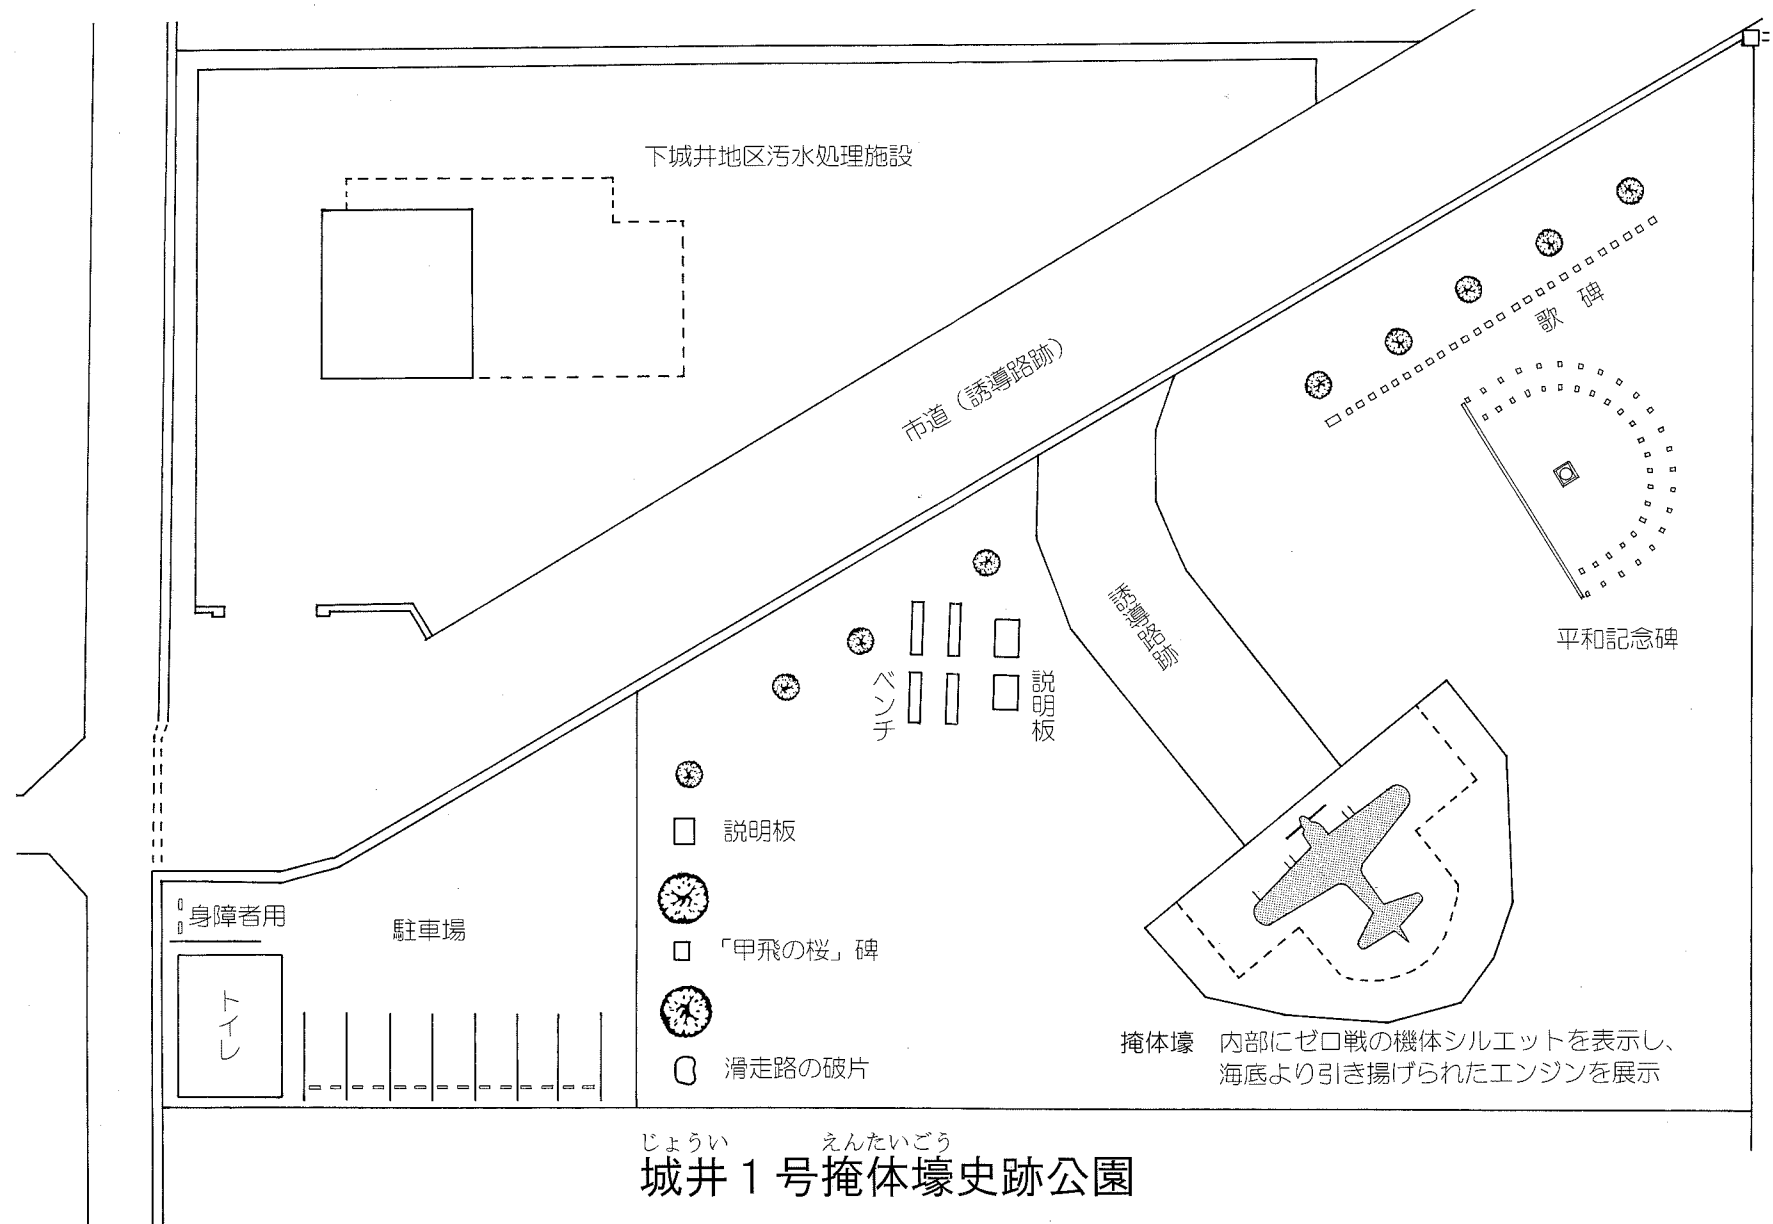 下城井地区汚水処理施設
市道（誘導路跡）
歌碑
平和記念碑
誘導路跡
ベンチ
説明板
説明板
「甲飛の桜」碑
滑走路の破片
身障者用
駐車場
トイレ
掩体壕　内部にゼロ戦の機体シルエットを表示し、
海底より引き揚げられたエンジンを展示
じょうい　えんたいごう
城井１号掩体壕史跡公園